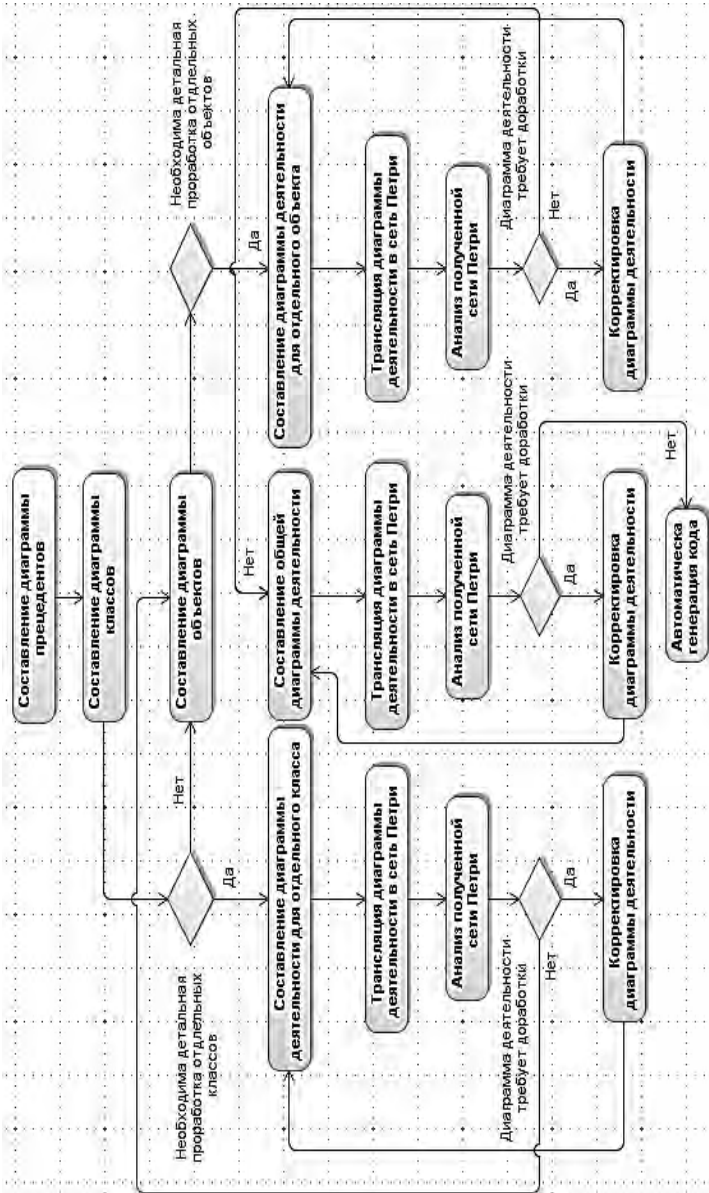 Составление диаграммы
прецедентов
Составление диаграммы
классов
Необходима детальная
проработка отдлельных
классов
Нет
Да
Составление диаграммы
объектов
Необходима детальная
проработка отдлельных
объектов
Да
Нет
Составление диаграммы
деятельности для отдельного класса
Трансляция диаграммы
деятельности в сеть Петри
Анализ полученной
сети Петри
Диаграмма деятельности
требует доработки
Нет
Да
Корректировка
диаграммы деятельности
Составление общей
диаграммы деятельности
Трансляция диаграммы
деятельности в сеть Петри
Анализ полученной
сети Петри
Диаграмма деятельности
требует доработки
Да
Нет
Корректировка
диаграммы деятельности
Автоматическа
генерация кода
Составление диаграммы деятельности
для отдельного объекта
Трансляция диаграммы
деятельности в сеть Петри
Анализ полученной
сети Петри
Диаграмма деятельности
требует доработки
Нет
Да
Корректировка
диаграммы деятельности